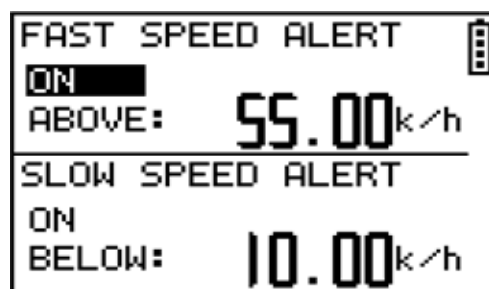 FAST SPEED ALERT
ON
ABOVE: 55.00k/h
SLOW SPEED ALERT
ON
BELOW: 10.00k/h